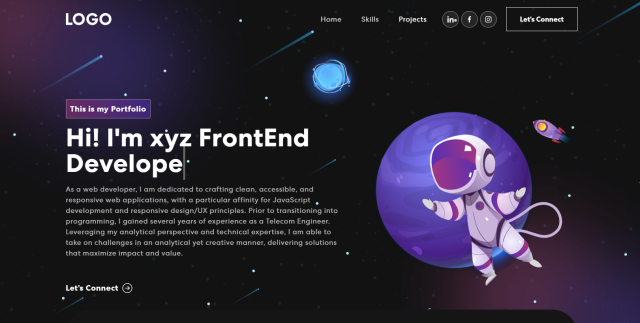 LOGO
Home Skills Projects in f Let's Connect
This is my Portfolio
Hi! I'm xyz FrontEnd
Develope
As a web developer, I am dedicated to crafting clean, accessible, and
responsive web applications, with a particular affinity for JavaScript
development and responsive design/UX principles. Prior to transitioning into
programming, I gained several years of experience as a Telecom Engineer.
Leveraging my analytical perspective and technical expertise, I am able to
take on challenges in an analytical yet creative manner, delivering solutions
that maximize impact and value.
Let's Connect